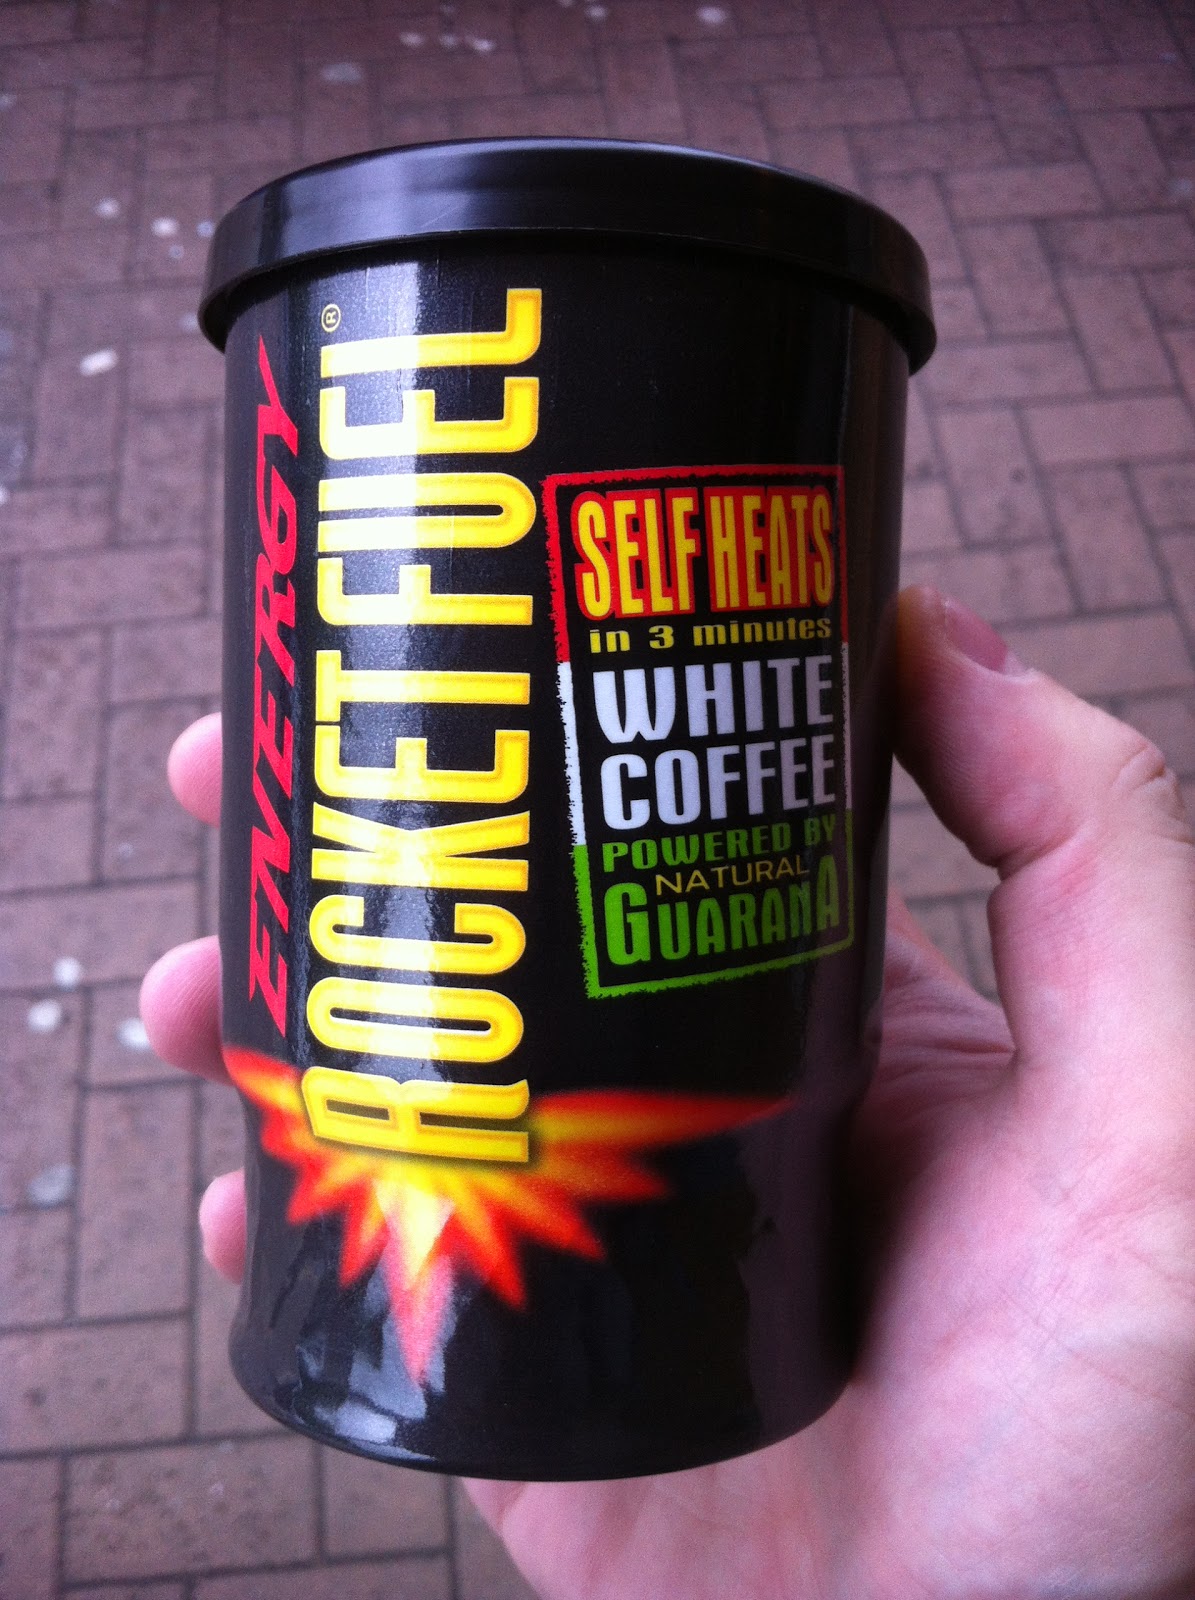 ENERGY
ROCKET FUEL®
SELF HEATS
in 3 minutes
WHITE
COFFEE
POWERED BY
NATURAL
GUARANA